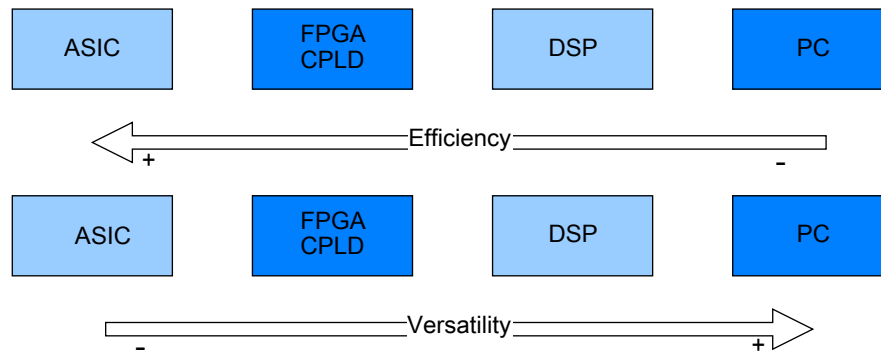 ASIC
FPGA
CPLD
DSP
PC
Efficiency
+
-
ASIC
FPGA
CPLD
DSP
PC
Versatility
-
+